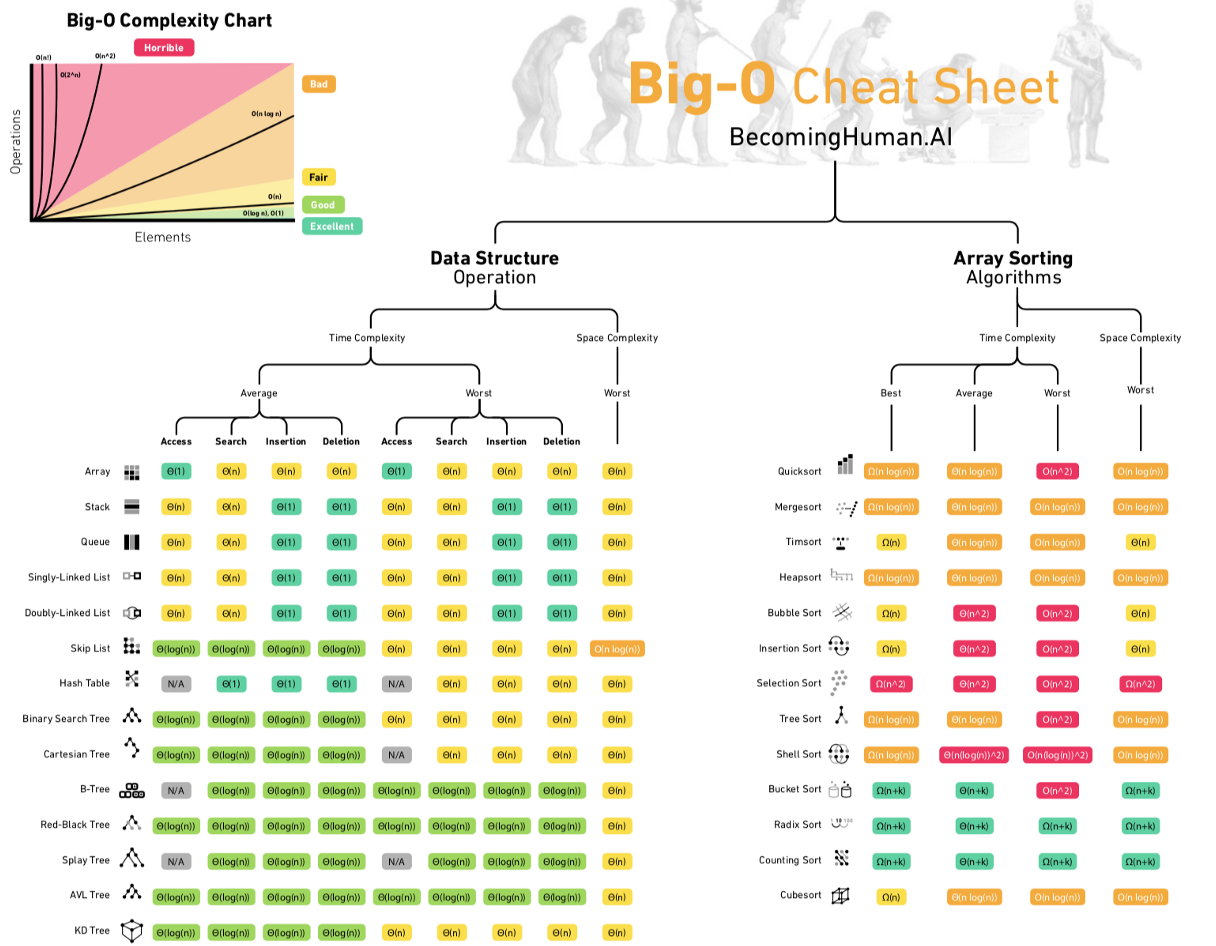 Big-O Complexity Chart
Horrible
O(n!)
O(2^n)
O(n^2)
Bad
O(n log n)
Fair
O(n)
Good
O(log n), O(1)
Excellent
Operations
Elements
Big-O Cheat Sheet
BecomingHuman.AI
Data Structure
Operation
Array Sorting
Algorithms
Time Complexity Space Complexity
Average Worst Worst
Access Search Insertion Deletion Access Search Insertion Deletion
Array Θ(1) Θ(n) Θ(n) Θ(n) Θ(1) Θ(n) Θ(n) Θ(n) Θ(n)
Stack Θ(n) Θ(n) Θ(1) Θ(1) Θ(n) Θ(n) Θ(1) Θ(1) Θ(n)
Queue Θ(n) Θ(n) Θ(1) Θ(1) Θ(n) Θ(n) Θ(1) Θ(1) Θ(n)
Singly-Linked List Θ(n) Θ(n) Θ(1) Θ(1) Θ(n) Θ(n) Θ(1) Θ(1) Θ(n)
Doubly-Linked List Θ(n) Θ(n) Θ(1) Θ(1) Θ(n) Θ(n) Θ(1) Θ(1) Θ(n)
Skip List Θ(log(n)) Θ(log(n)) Θ(log(n)) Θ(log(n)) Θ(n) Θ(n) Θ(n) Θ(n) O(n log(n))
Hash Table N/A Θ(1) Θ(1) Θ(1) N/A Θ(n) Θ(n) Θ(n) Θ(n)
Binary Search Tree Θ(log(n)) Θ(log(n)) Θ(log(n)) Θ(log(n)) Θ(n) Θ(n) Θ(n) Θ(n) Θ(n)
Cartesian Tree Θ(log(n)) Θ(log(n)) Θ(log(n)) Θ(log(n)) N/A Θ(n) Θ(n) Θ(n) Θ(n)
B-Tree N/A Θ(log(n)) Θ(log(n)) Θ(log(n)) Θ(log(n)) Θ(log(n)) Θ(log(n)) Θ(log(n)) Θ(n)
Red-Black Tree Θ(log(n)) Θ(log(n)) Θ(log(n)) Θ(log(n)) Θ(log(n)) Θ(log(n)) Θ(log(n)) Θ(log(n)) Θ(n)
Splay Tree N/A Θ(log(n)) Θ(log(n)) Θ(log(n)) N/A Θ(log(n)) Θ(log(n)) Θ(log(n)) Θ(n)
AVL Tree Θ(log(n)) Θ(log(n)) Θ(log(n)) Θ(log(n)) Θ(log(n)) Θ(log(n)) Θ(log(n)) Θ(log(n)) Θ(n)
KD Tree Θ(log(n)) Θ(log(n)) Θ(log(n)) Θ(log(n)) Θ(n) Θ(n) Θ(n) Θ(n) Θ(n)
Time Complexity Space Complexity
Best Average Worst Worst
Quicksort Ω(n log(n)) Θ(n log(n)) O(n^2) O(n log(n))
Mergesort Ω(n log(n)) Θ(n log(n)) O(n log(n)) O(n log(n))
Timsort Ω(n) Θ(n log(n)) O(n log(n)) Θ(n)
Heapsort Ω(n log(n)) Θ(n log(n)) O(n log(n)) O(n log(n))
Bubble Sort Ω(n) Θ(n^2) O(n^2) Θ(n)
Insertion Sort Ω(n) Θ(n^2) O(n^2) Θ(n)
Selection Sort Ω(n^2) Θ(n^2) O(n^2) Ω(n^2)
Tree Sort Ω(n log(n)) Θ(n log(n)) O(n^2) O(n log(n))
Shell Sort Ω(n log(n)) Θ(n(log(n))^2) O(n(log(n))^2) O(n log(n))
Bucket Sort Ω(n+k) Θ(n+k) O(n^2) Ω(n+k)
Radix Sort Ω(n+k) Θ(n+k) Ω(n+k) Ω(n+k)
Counting Sort Ω(n+k) Θ(n+k) Ω(n+k) Ω(n+k)
Cubesort Ω(n) Θ(n log(n)) O(n log(n)) O(n log(n))